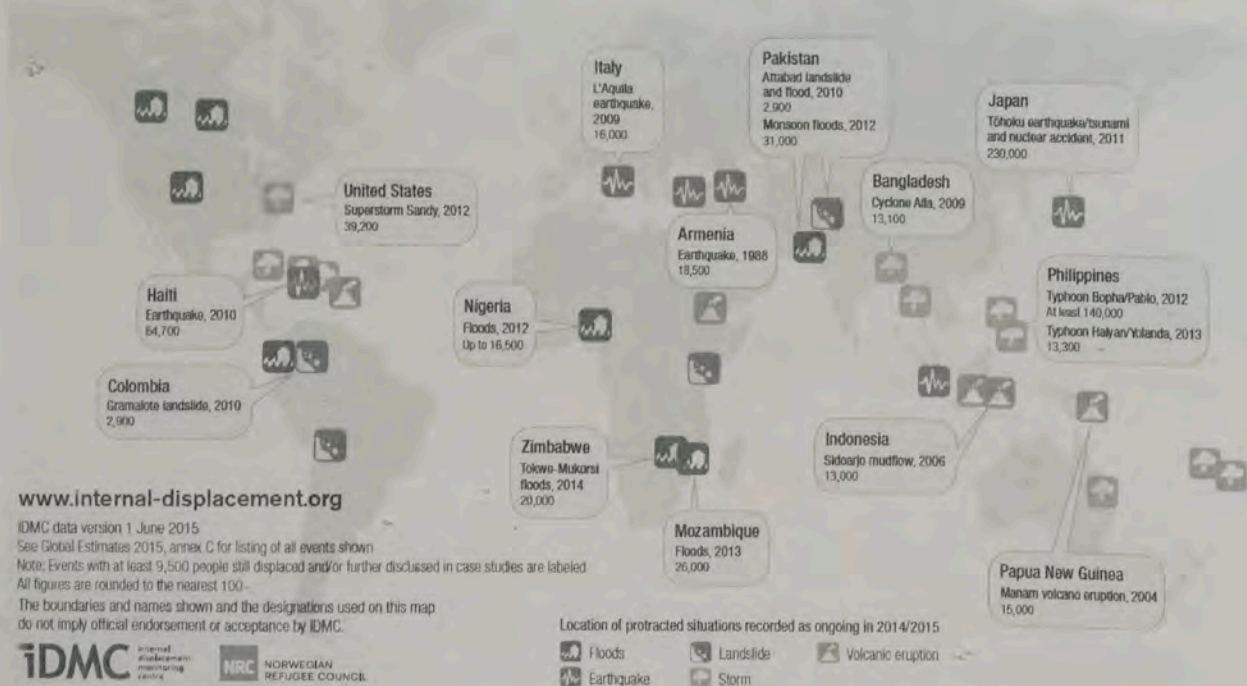 Italy
L'Aquila
earthquake,
2009
16,000
Pakistan
Attabad landslide
and flood, 2010
2,900
Monsoon floods, 2012
31,000
Japan
Tōhoku earthquake/tsunami
and nuclear accident, 2011
230,000
United States
Superstorm Sandy, 2012
39,200
Bangladesh
Cyclone Aila, 2009
13,100
Armenia
Earthquake, 1988
18,500
Haiti
Earthquake, 2010
64,700
Nigeria
Floods, 2012
Up to 16,500
Philippines
Typhoon Bopha/Pablo, 2012
At least 140,000
Typhoon Haiyan/Yolanda, 2013
13,300
Colombia
Gramalote landslide, 2010
2,900
Zimbabwe
Tokwe-Mukorsi
floods, 2014
20,000
Indonesia
Sidoarjo mudflow, 2006
13,000
Mozambique
Floods, 2013
26,000
Papua New Guinea
Manam volcano eruption, 2004
15,000
www.internal-displacement.org
IDMC data version 1 June 2015
See Global Estimates 2015, annex C for listing of all events shown
Note: Events with at least 9,500 people still displaced and/or further discussed in case studies are labeled
All figures are rounded to the nearest 100
The boundaries and names shown and the designations used on this map
do not imply official endorsement or acceptance by IDMC.
iDMC
internal
displacement
monitoring
centre
NRC
NORWEGIAN
REFUGEE COUNCIL
Location of protracted situations recorded as ongoing in 2014/2015
Floods
Landslide
Volcanic eruption
Earthquake
Storm